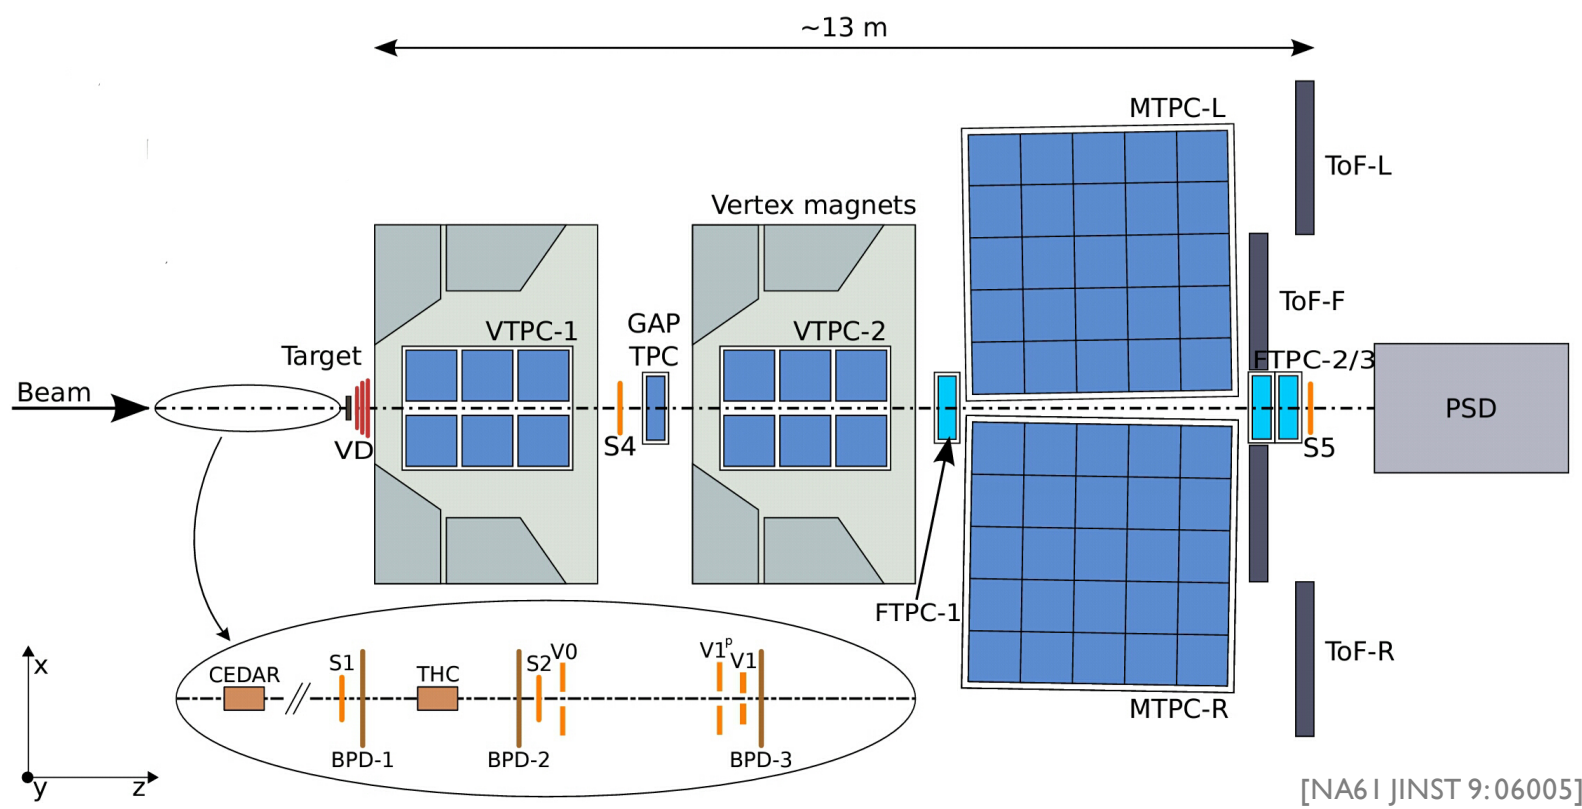 ~13 m
MTPC-L
ToF-L
Vertex magnets
ToF-F
GAP
TPC
VTPC-1
VTPC-2
Target
FTPC-2/3
Beam
PSD
VD
S4
S5
FTPC-1
ToF-R
MTPC-R
CEDAR
S1
THC
S2
V0
V1p
V1
BPD-1
BPD-2
BPD-3
x
y
z
[NA61 JINST 9:06005]